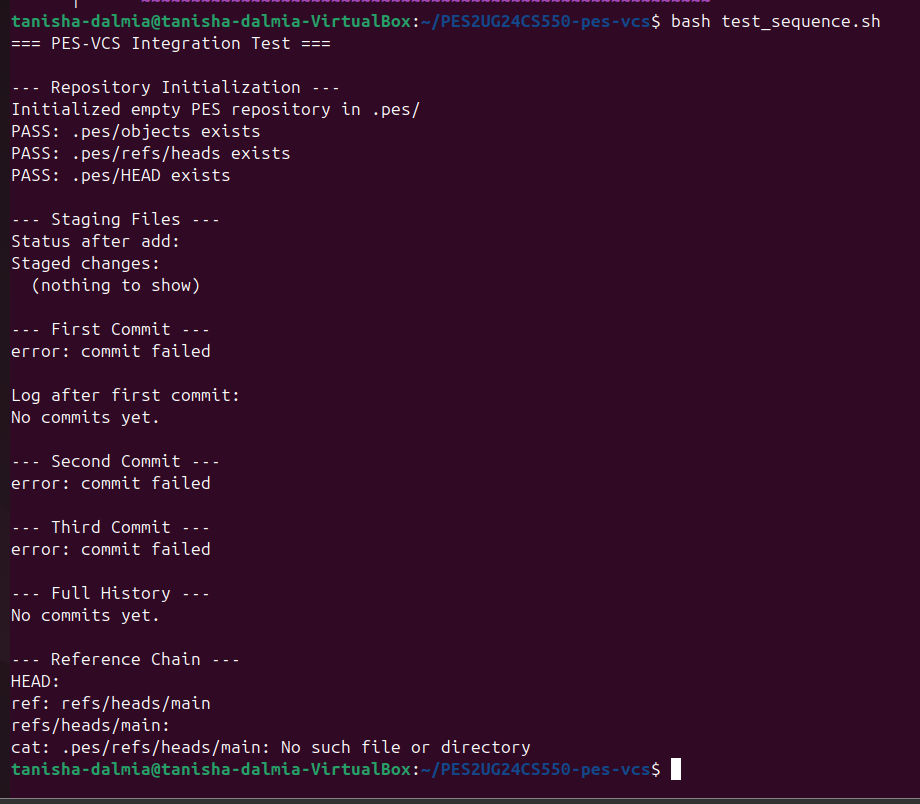 tanisha-dalmia@tanisha-dalmia-VirtualBox:~/PES2UG24CS550-pes-vcs$ bash test_sequence.sh
=== PES-VCS Integration Test ===
--- Repository Initialization ---
Initialized empty PES repository in .pes/
PASS: .pes/objects exists
PASS: .pes/refs/heads exists
PASS: .pes/HEAD exists
--- Staging Files ---
Status after add:
Staged changes:
  (nothing to show)
--- First Commit ---
error: commit failed
Log after first commit:
No commits yet.
--- Second Commit ---
error: commit failed
--- Third Commit ---
error: commit failed
--- Full History ---
No commits yet.
--- Reference Chain ---
HEAD:
ref: refs/heads/main
refs/heads/main:
cat: .pes/refs/heads/main: No such file or directory
tanisha-dalmia@tanisha-dalmia-VirtualBox:~/PES2UG24CS550-pes-vcs$